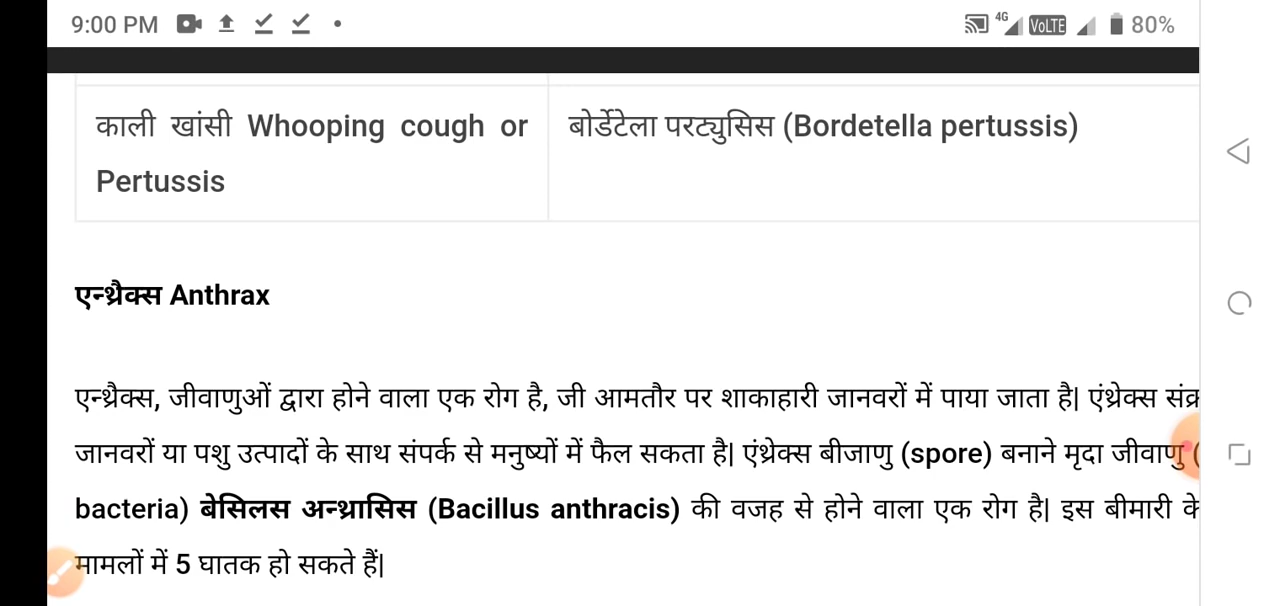 9:00 PM
4G VoLTE 80%
काली खांसी Whooping cough or
Pertussis
बोर्डेटेला परट्युसिस (Bordetella pertussis)
एन्थ्रैक्स Anthrax
एन्थ्रैक्स, जीवाणुओं द्वारा होने वाला एक रोग है, जी आमतौर पर शाकाहारी जानवरों में पाया जाता है| एंथ्रेक्स
जानवरों या पशु उत्पादों के साथ संपर्क से मनुष्यों में फैल सकता है| एंथ्रेक्स बीजाणु (spore) बनाने मृदा जीवाणु (
bacteria) बेसिलस अन्थ्रासिस (Bacillus anthracis) की वजह से होने वाला एक रोग है| इस बीमारी के
मामलों में 5 घातक हो सकते हैं|